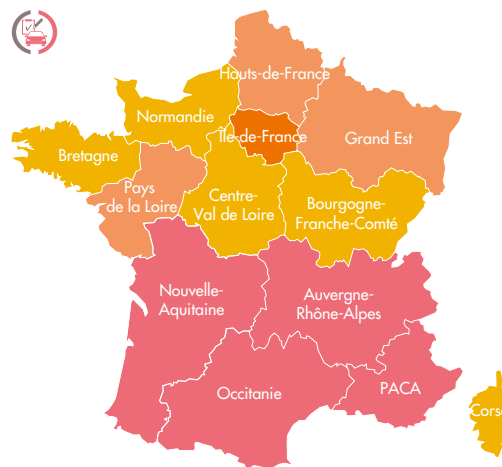 Hauts-de-France
Normandie
Île-de-France
Grand Est
Bretagne
Pays
de la Loire
Centre-
Val de Loire
Bourgogne-
Franche-Comté
Nouvelle-
Aquitaine
Auvergne-
Rhône-Alpes
Occitanie
PACA
Corse